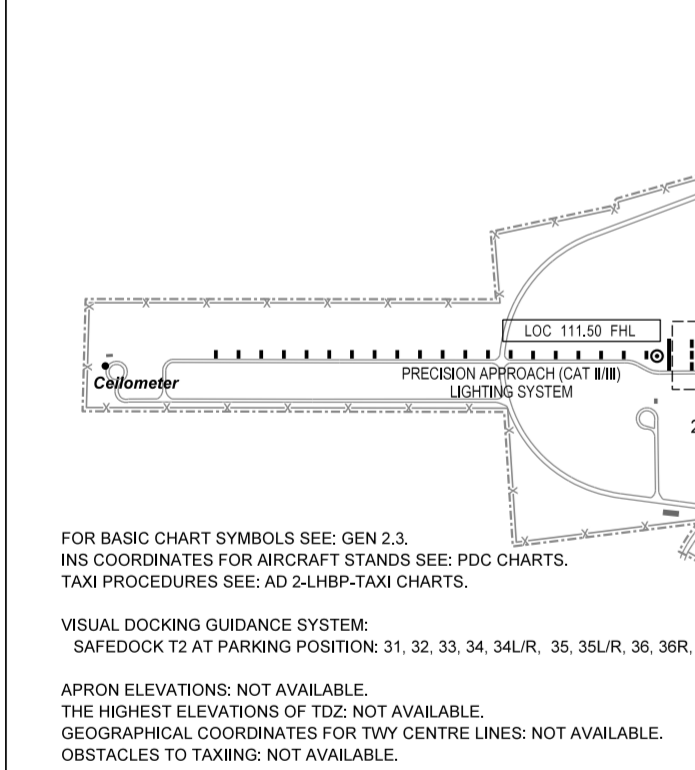 LOC 111.50 FHL
PRECISION APPROACH (CAT II/III)
LIGHTING SYSTEM
Ceilometer
2
FOR BASIC CHART SYMBOLS SEE: GEN 2.3.
INS COORDINATES FOR AIRCRAFT STANDS SEE: PDC CHARTS.
TAXI PROCEDURES SEE: AD 2-LHBP-TAXI CHARTS.
VISUAL DOCKING GUIDANCE SYSTEM:
SAFEDOCK T2 AT PARKING POSITION: 31, 32, 33, 34, 34L/R, 35, 35L/R, 36, 36R,
APRON ELEVATIONS: NOT AVAILABLE.
THE HIGHEST ELEVATIONS OF TDZ: NOT AVAILABLE.
GEOGRAPHICAL COORDINATES FOR TWY CENTRE LINES: NOT AVAILABLE.
OBSTACLES TO TAXIING: NOT AVAILABLE.